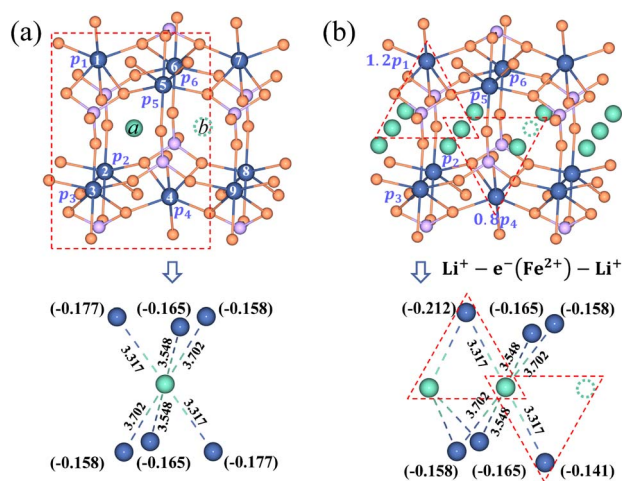 (a)
(b)
p1
1
6
7
p6
5
p5
a
b
p2
2
8
3
p3
4
9
p4
1.2p1
p6
p5
p2
p3
0.8p4
Li⁺ − e⁻(Fe²⁺) − Li⁺
(-0.177) (-0.165) (-0.158)
3.317
3.548
3.702
3.702
3.548
3.317
(-0.158) (-0.165) (-0.177)
(-0.212) (-0.165) (-0.158)
3.317
3.548
3.702
3.702
3.548
3.317
(-0.158) (-0.165) (-0.141)